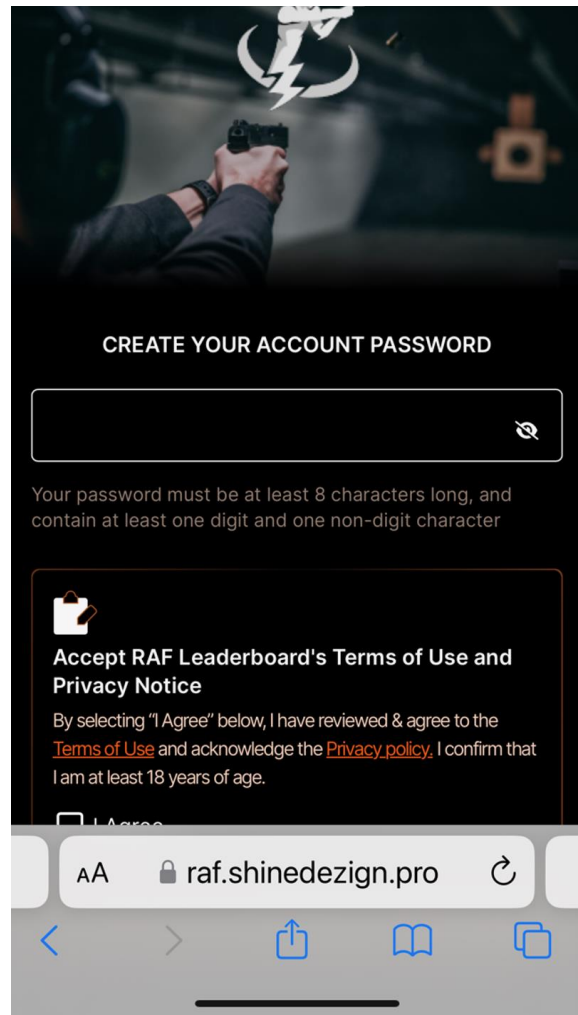 CREATE YOUR ACCOUNT PASSWORD
Your password must be at least 8 characters long, and
contain at least one digit and one non-digit character
Accept RAF Leaderboard's Terms of Use and
Privacy Notice
By selecting “I Agree” below, I have reviewed & agree to the
Terms of Use and acknowledge the Privacy policy. I confirm that
I am at least 18 years of age.
I Agree
AA raf.shinedezign.pro